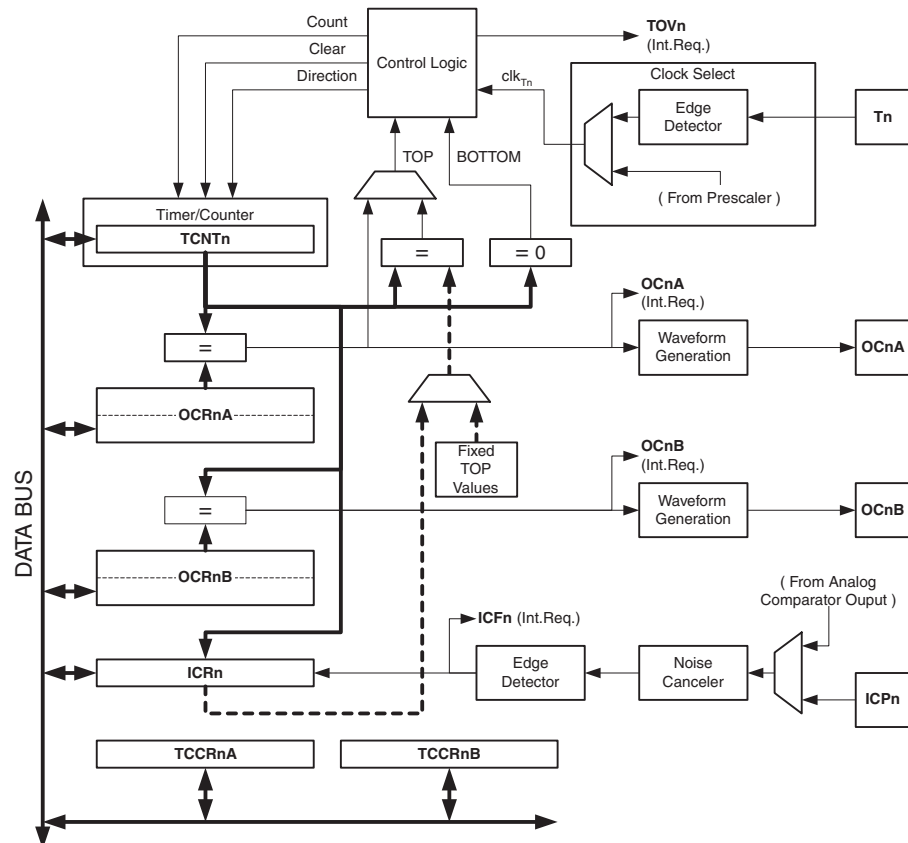 Count
Clear
Direction
Control Logic
TOVn
(Int.Req.)
clkTn
Clock Select
Edge
Detector
Tn
( From Prescaler )
TOP
BOTTOM
Timer/Counter
TCNTn
=
= 0
OCnA
(Int.Req.)
=
Waveform
Generation
OCnA
OCRnA
Fixed
TOP
Values
OCnB
(Int.Req.)
=
Waveform
Generation
OCnB
OCRnB
DATA BUS
( From Analog
Comparator Ouput )
ICFn (Int.Req.)
ICRn
Edge
Detector
Noise
Canceler
ICPn
TCCRnA
TCCRnB